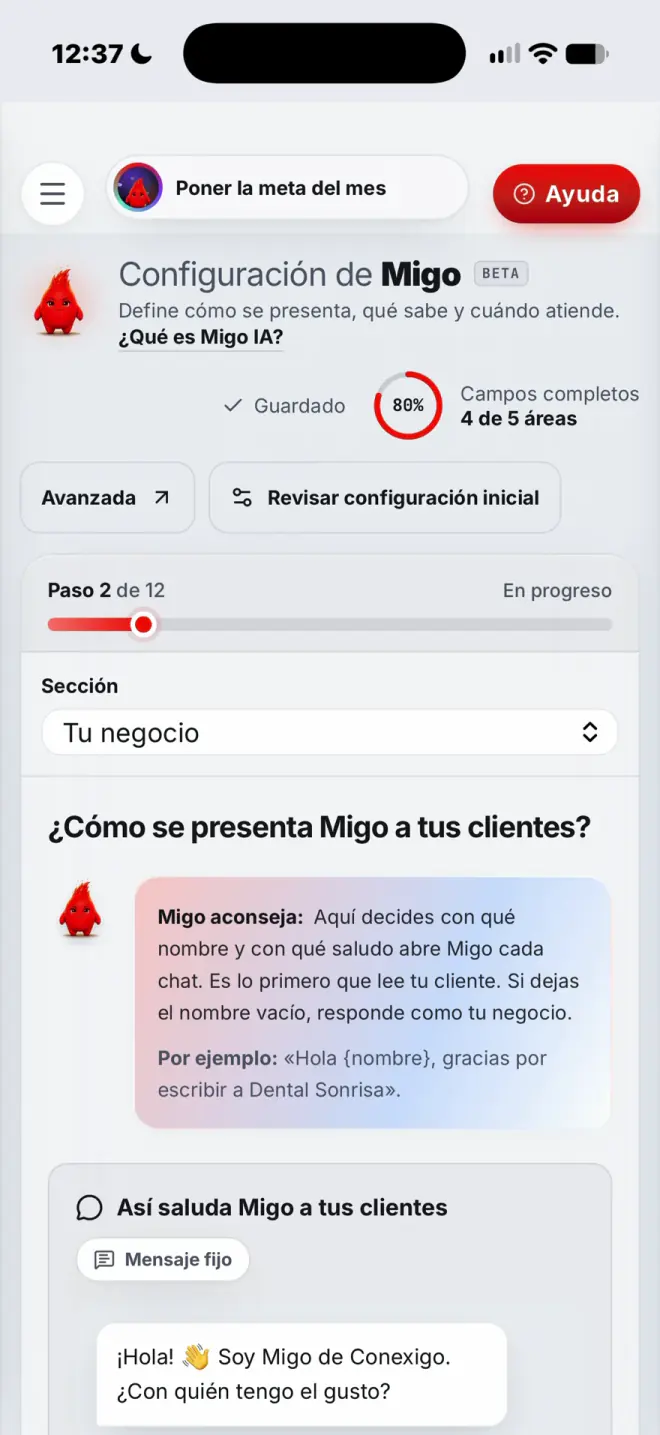 12:37
Poner la meta del mes
Ayuda
Configuración de Migo BETA
Define cómo se presenta, qué sabe y cuándo atiende.
¿Qué es Migo IA?
Guardado
80%
Campos completos
4 de 5 áreas
Avanzada
Revisar configuración inicial
Paso 2 de 12
En progreso
Sección
Tu negocio
¿Cómo se presenta Migo a tus clientes?
Migo aconseja: Aquí decides con qué
nombre y con qué saludo abre Migo cada
chat. Es lo primero que lee tu cliente. Si dejas
el nombre vacío, responde como tu negocio.
Por ejemplo: «Hola {nombre}, gracias por
escribir a Dental Sonrisa».
Así saluda Migo a tus clientes
Mensaje fijo
¡Hola! 👋 Soy Migo de Conexigo.
¿Con quién tengo el gusto?